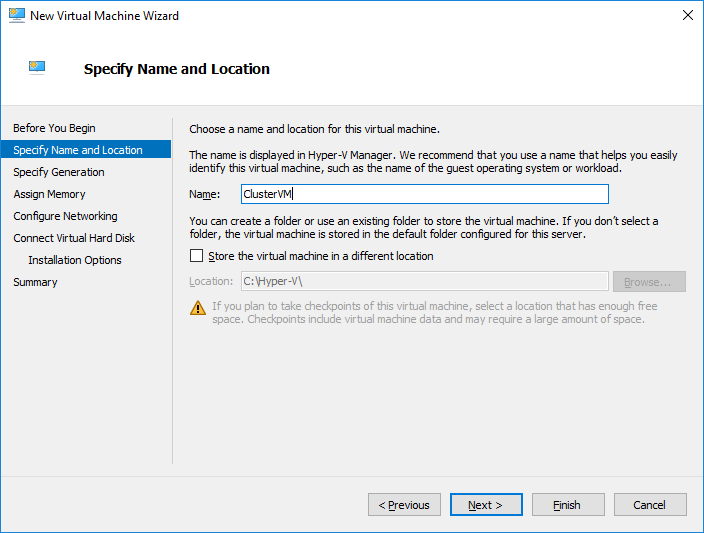 New Virtual Machine Wizard
Specify Name and Location
Before You Begin
Specify Name and Location
Specify Generation
Assign Memory
Configure Networking
Connect Virtual Hard Disk
Installation Options
Summary
Choose a name and location for this virtual machine.
The name is displayed in Hyper-V Manager. We recommend that you use a name that helps you easily
identify this virtual machine, such as the name of the guest operating system or workload.
Name: ClusterVM
You can create a folder or use an existing folder to store the virtual machine. If you don't select a
folder, the virtual machine is stored in the default folder configured for this server.
Store the virtual machine in a different location
Location: C:\Hyper-V\ Browse...
If you plan to take checkpoints of this virtual machine, select a location that has enough free
space. Checkpoints include virtual machine data and may require a large amount of space.
< Previous Next > Finish Cancel